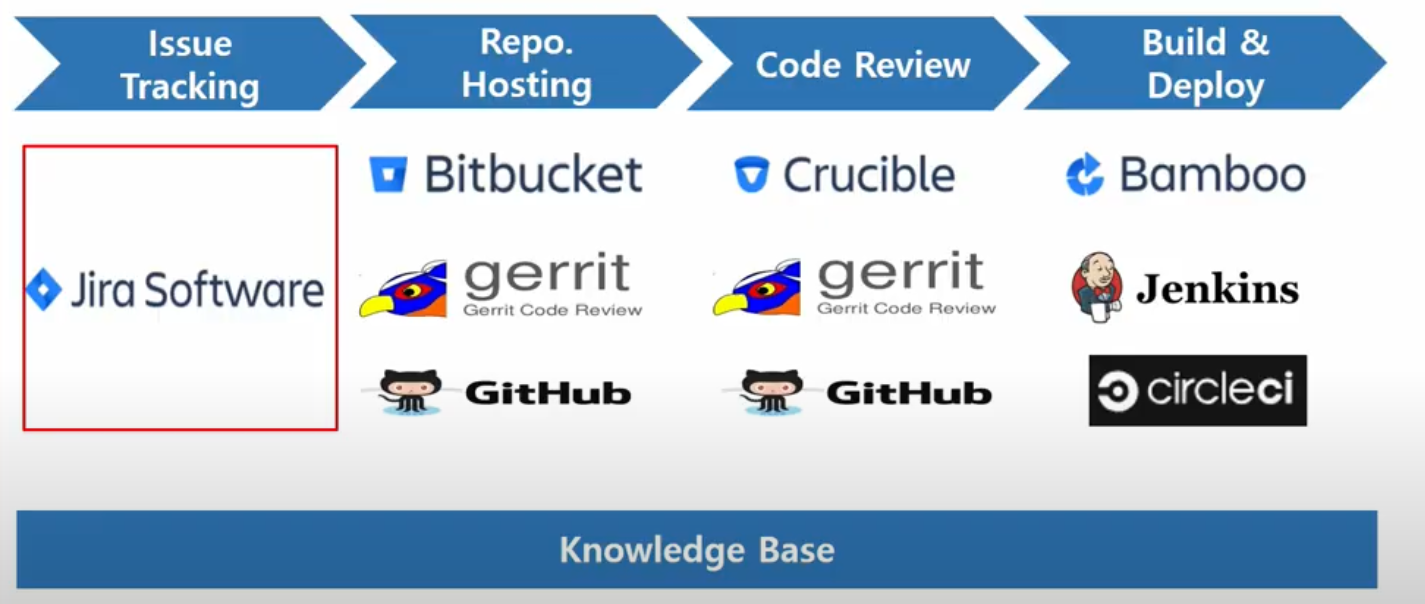 Issue
Tracking
Repo.
Hosting
Code Review
Build &
Deploy
Jira Software
Bitbucket
gerrit
Gerrit Code Review
GitHub
Crucible
gerrit
Gerrit Code Review
GitHub
Bamboo
Jenkins
circleci
Knowledge Base